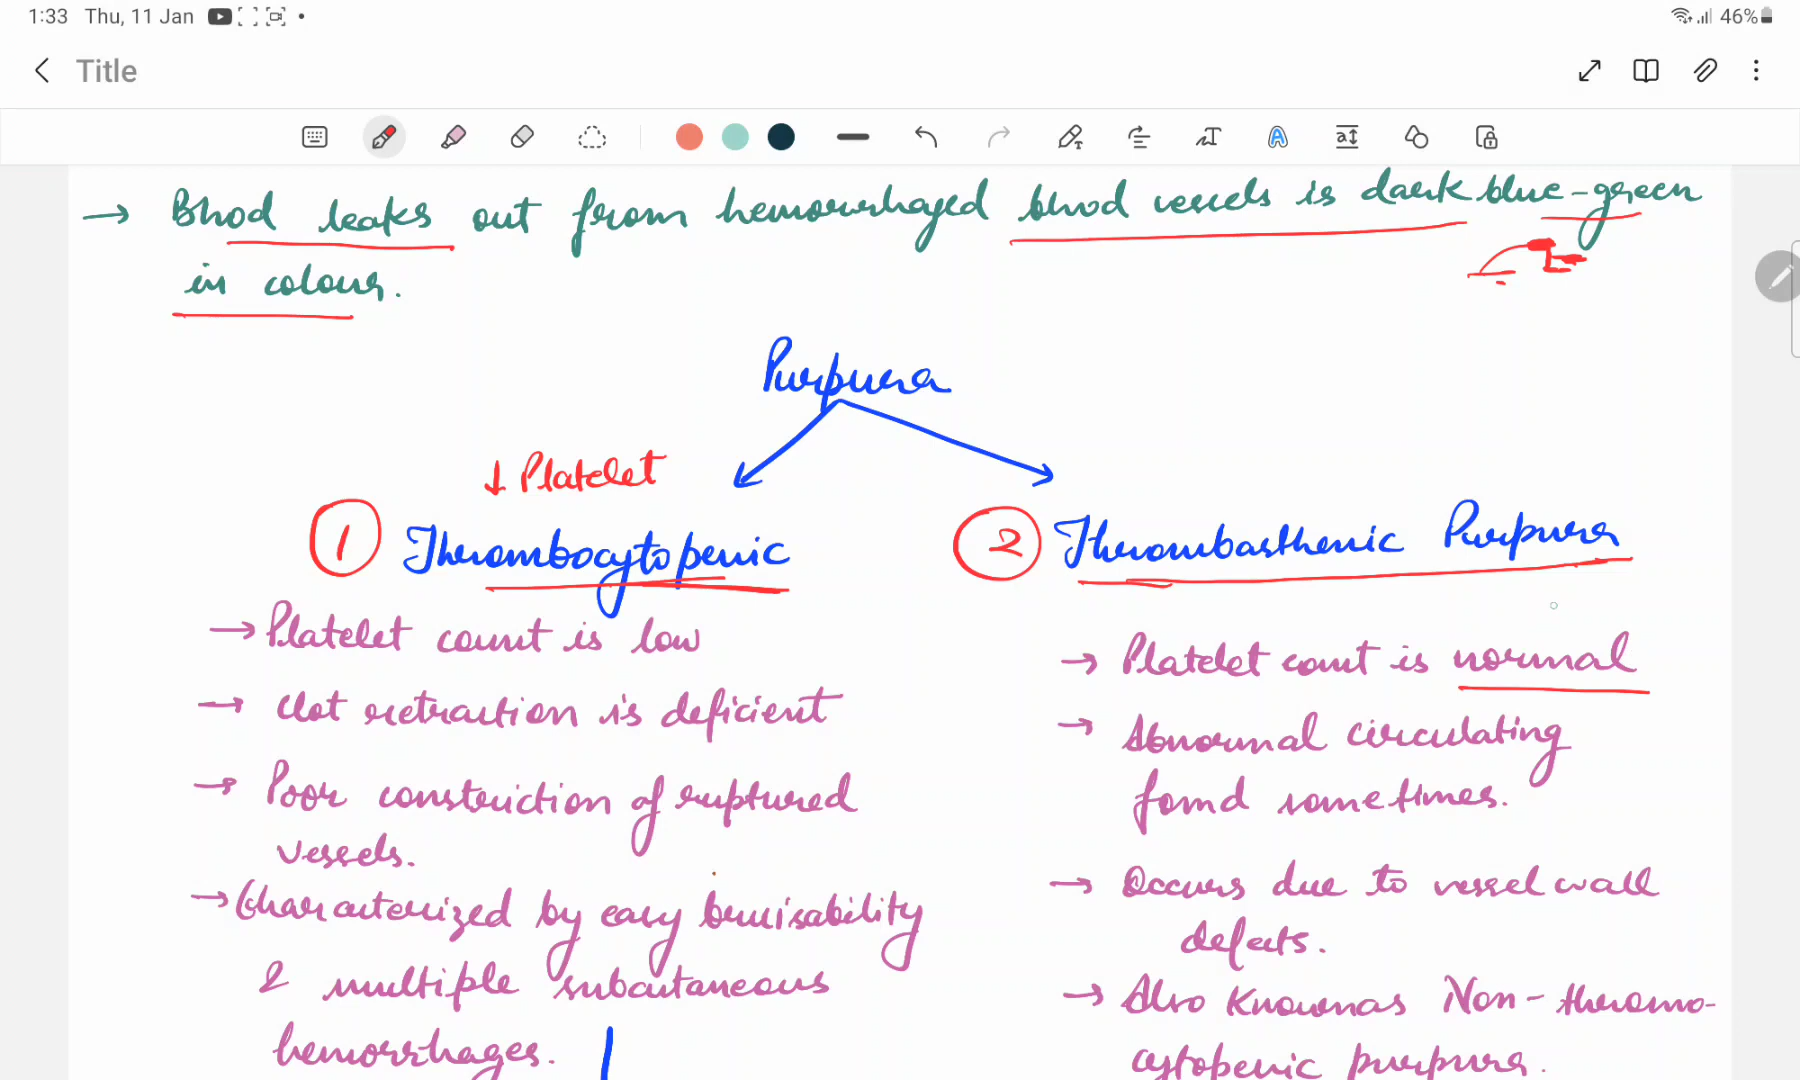 1:33 Thu, 11 Jan
46%
Title
→ Blood leaks out from hemorrhaged blood vessels is dark blue-green
in colour.
Purpura
↓ Platelet
① Thrombocytopenic
② Thrombasthenic Purpura
→ Platelet count is low
→ Platelet count is normal
→ clot retraction is deficient
→ Abnormal circulating
fomd sometimes.
→ Poor constriction of ruptured
vessels.
→ Occurs due to vessel wall
defects.
→ Characterized by easy bruisability
& multiple subcutaneous
hemorrhages.
→ Also known as Non-thromo-
cytopenic purpura.